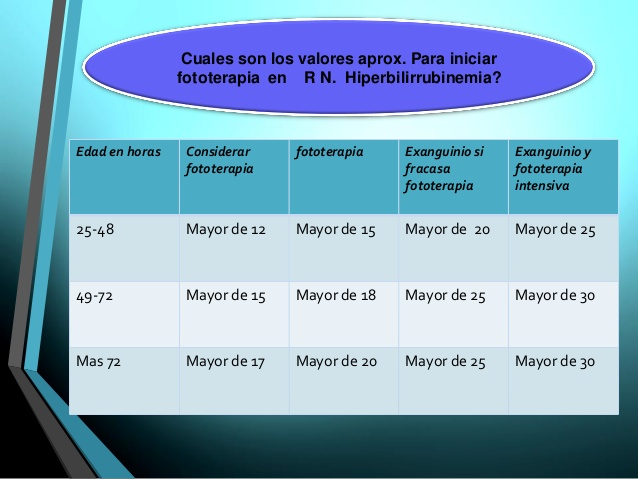 Cuales son los valores aprox. Para iniciar
fototerapia en R N. Hiperbilirrubinemia?
Edad en horas
Considerar
fototerapia
fototerapia
Exanguinio si
fracasa
fototerapia
Exanguinio y
fototerapia
intensiva
25-48
Mayor de 12
Mayor de 15
Mayor de 20
Mayor de 25
49-72
Mayor de 15
Mayor de 18
Mayor de 25
Mayor de 30
Mas 72
Mayor de 17
Mayor de 20
Mayor de 25
Mayor de 30